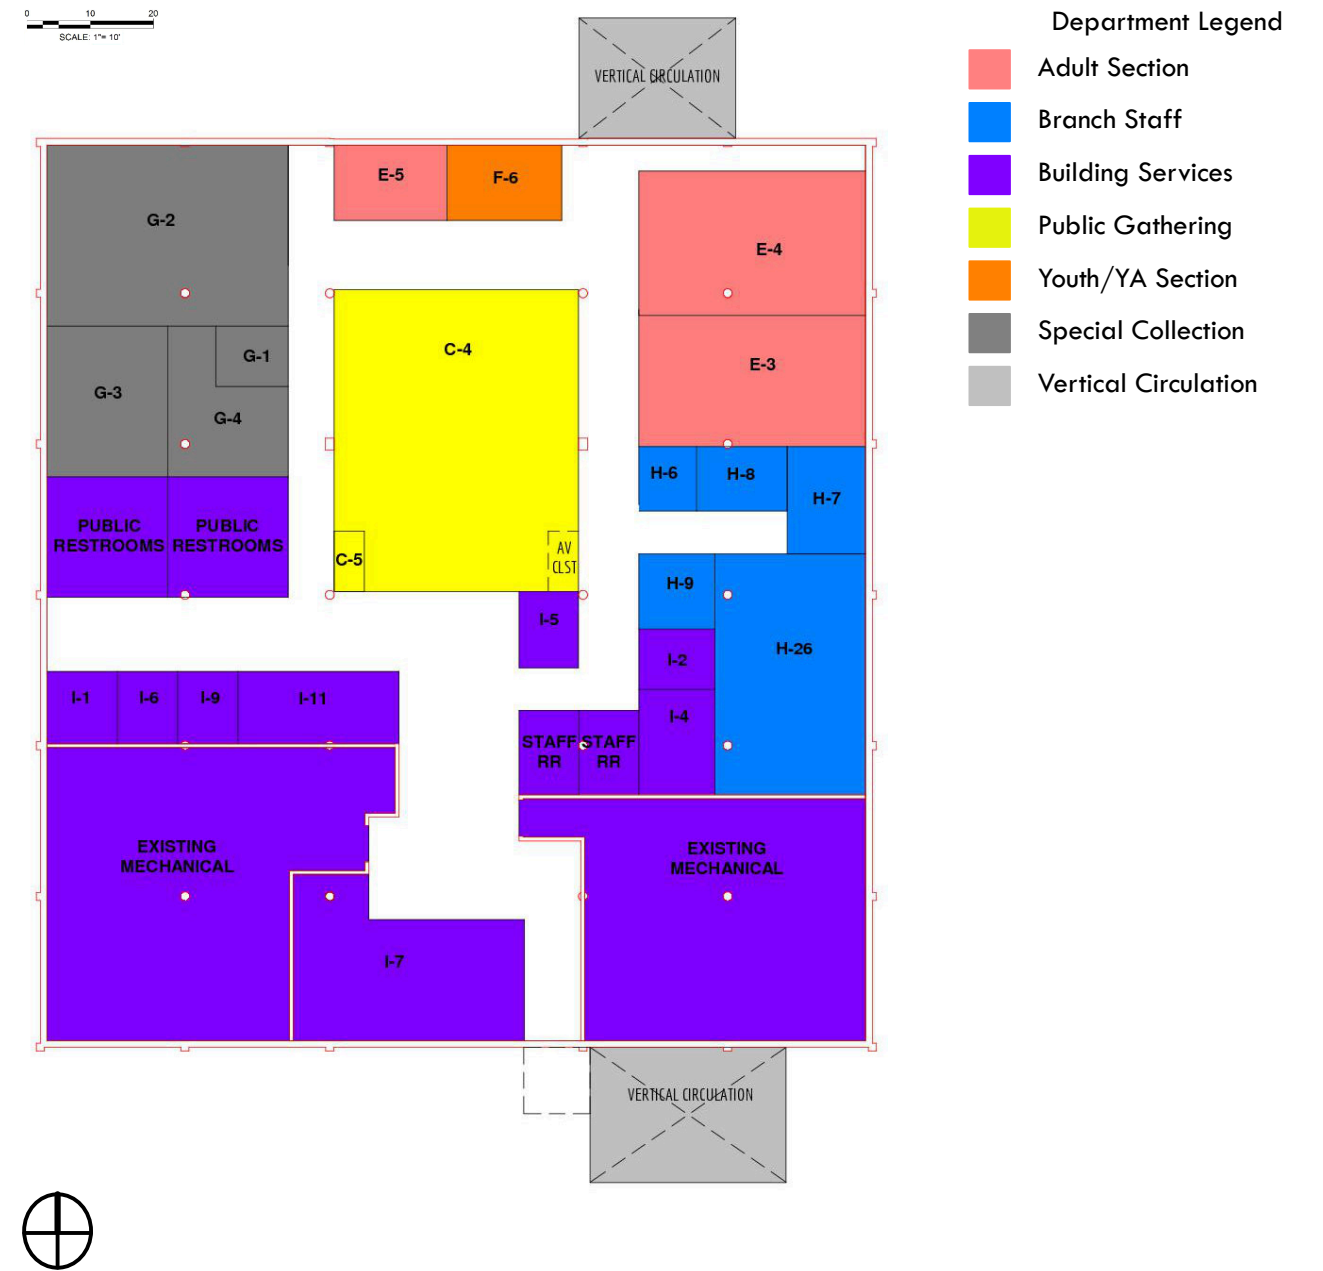 0 10 20
SCALE: 1"= 10'
Department Legend
Adult Section
Branch Staff
Building Services
Public Gathering
Youth/YA Section
Special Collection
Vertical Circulation
VERTICAL CIRCULATION
E-5
F-6
G-2
E-4
C-4
G-1
E-3
G-3
G-4
H-6
H-8
H-7
PUBLIC
RESTROOMS
PUBLIC
RESTROOMS
C-5
AV
CLST
H-9
I-5
H-26
I-2
I-1
I-6
I-9
I-11
I-4
STAFF
RR
STAFF
RR
EXISTING
MECHANICAL
EXISTING
MECHANICAL
I-7
VERTICAL CIRCULATION